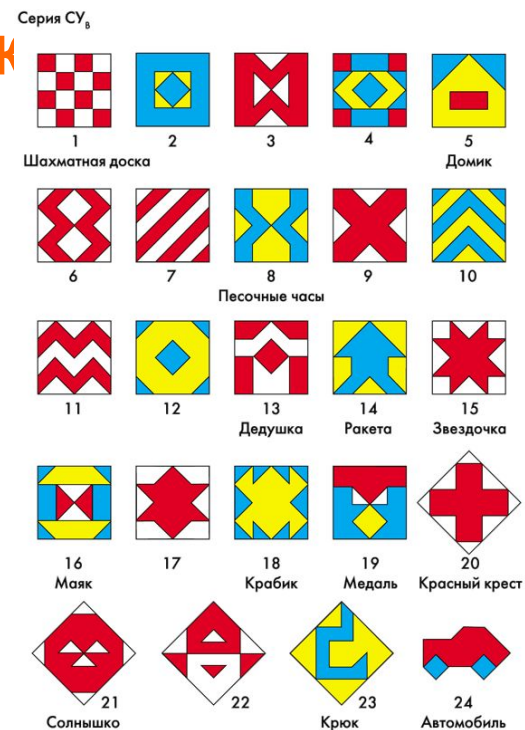 Серия СУв
К
1 2 3 4 5
Шахматная доска Домик
6 7 8 9 10
Песочные часы
11 12 13 14 15
Дедушка Ракета Звездочка
16 17 18 19 20
Маяк Крабик Медаль Красный крест
21 22 23 24
Солнышко Крюк Автомобиль